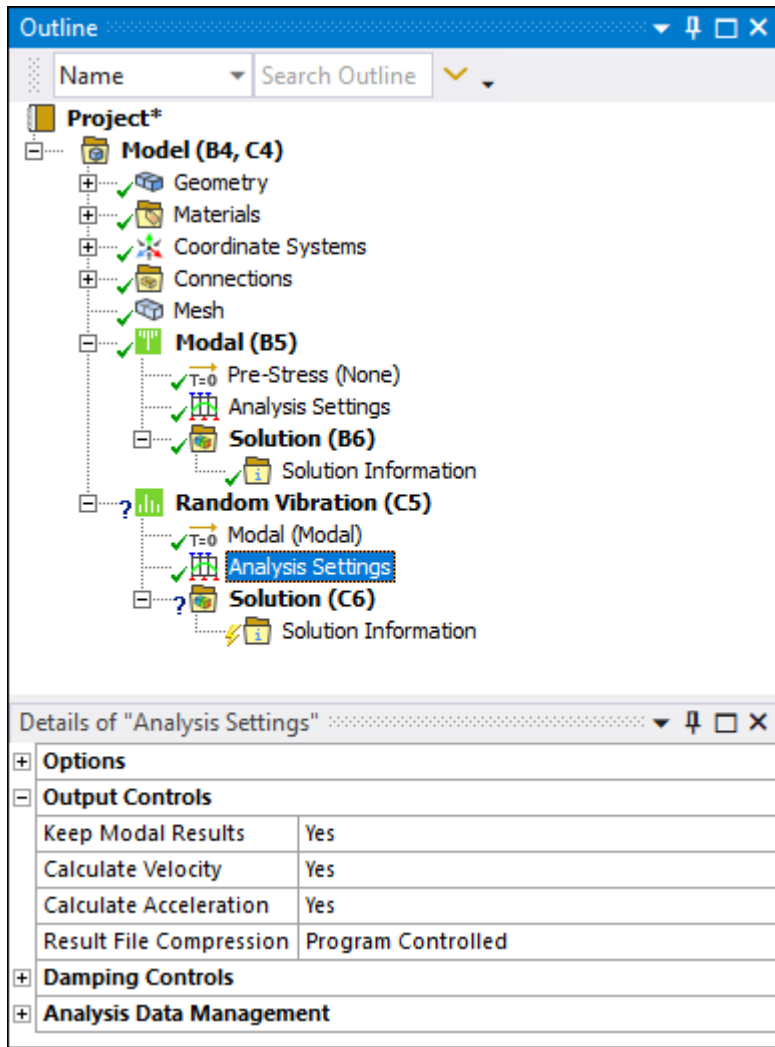 Outline
Name Search Outline
Project*
Model (B4, C4)
Geometry
Materials
Coordinate Systems
Connections
Mesh
Modal (B5)
T=0 Pre-Stress (None)
Analysis Settings
Solution (B6)
i Solution Information
? Random Vibration (C5)
T=0 Modal (Modal)
Analysis Settings
? Solution (C6)
i Solution Information
Details of "Analysis Settings"
Options
Output Controls
Keep Modal Results Yes
Calculate Velocity Yes
Calculate Acceleration Yes
Result File Compression Program Controlled
Damping Controls
Analysis Data Management